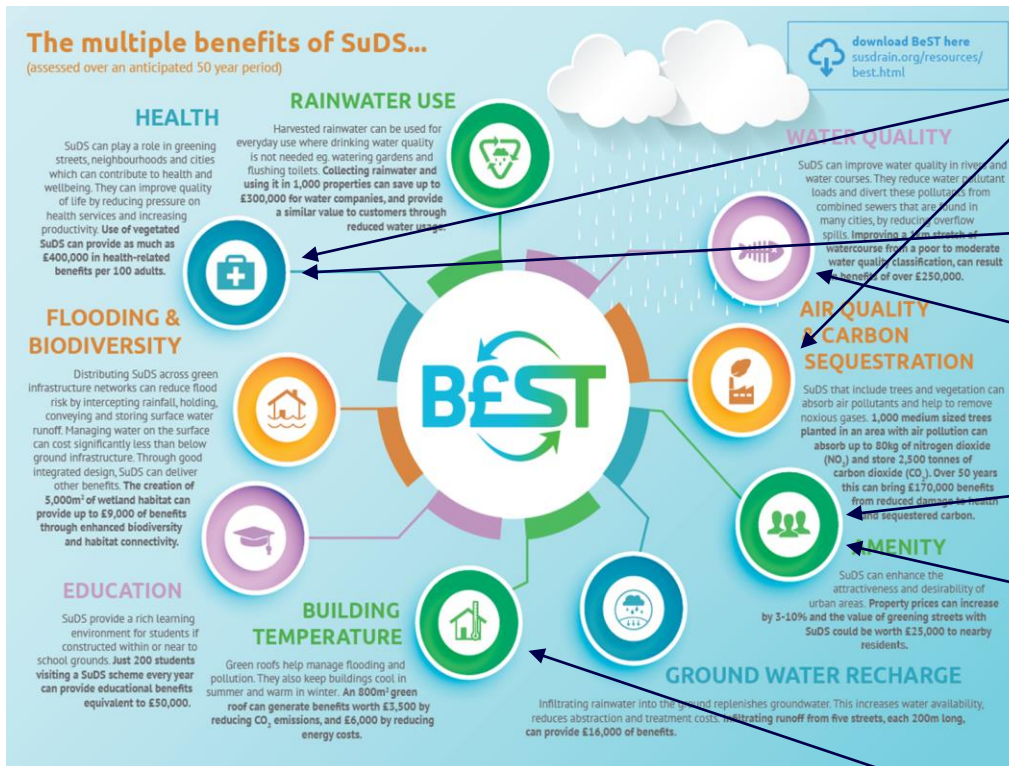 The multiple benefits of SuDS...
(assessed over an anticipated 50 year period)
download BeST here
susdrain.org/resources/
best.html
HEALTH
SuDS can play a role in greening
streets, neighbourhoods and cities
which can contribute to health and
wellbeing. They can improve quality
of life by reducing pressure on
health services and increasing
productivity. Use of vegetated
SuDS can provide as much as
£400,000 in health-related
benefits per 100 adults.
RAINWATER USE
Harvested rainwater can be used for
everyday use where drinking water quality
is not needed eg. watering gardens and
flushing toilets. Collecting rainwater and
using it in 1,000 properties can save up to
£300,000 for water companies, and provide
a similar value to customers through
reduced water usage.
WATER QUALITY
SuDS can improve water quality in rivers and
water courses. They reduce water pollutant
loads and divert these pollutants from
combined sewers that are found in
many cities, by reducing overflow
spills. Improving a 1km stretch of
watercourse from a poor to moderate
water quality classification, can result
in benefits of over £250,000.
FLOODING &
BIODIVERSITY
Distributing SuDS across green
infrastructure networks can reduce flood
risk by intercepting rainfall, holding,
conveying and storing surface water
runoff. Managing water on the surface
can cost significantly less than below
ground infrastructure. Through good
integrated design, SuDS can deliver
other benefits. The creation of
5,000m² of wetland habitat can
provide up to £9,000 of benefits
through enhanced biodiversity
and habitat connectivity.
B£ST
AIR QUALITY
& CARBON
SEQUESTRATION
SuDS that include trees and vegetation can
absorb air pollutants and help to remove
noxious gases. 1,000 medium sized trees
planted in an area with air pollution can
absorb up to 80kg of nitrogen dioxide
(NO₂) and store 2,500 tonnes of
carbon dioxide (CO₂). Over 50 years
this can bring £170,000 benefits
from reduced damage to health
and sequestered carbon.
EDUCATION
SuDS provide a rich learning
environment for students if
constructed within or near to
school grounds. Just 200 students
visiting a SuDS scheme every year
can provide educational benefits
equivalent to £50,000.
BUILDING
TEMPERATURE
Green roofs help manage flooding and
pollution. They also keep buildings cool in
summer and warm in winter. An 800m² green
roof can generate benefits worth £3,500 by
reducing CO₂ emissions, and £6,000 by reducing
energy costs.
AMENITY
SuDS can enhance the
attractiveness and desirability of
urban areas. Property prices can increase
by 3-10% and the value of greening streets with
SuDS could be worth £25,000 to nearby
residents.
GROUND WATER RECHARGE
Infiltrating rainwater into the ground replenishes groundwater. This increases water availability,
reduces abstraction and treatment costs. Infiltrating runoff from five streets, each 200m long,
can provide £16,000 of benefits.